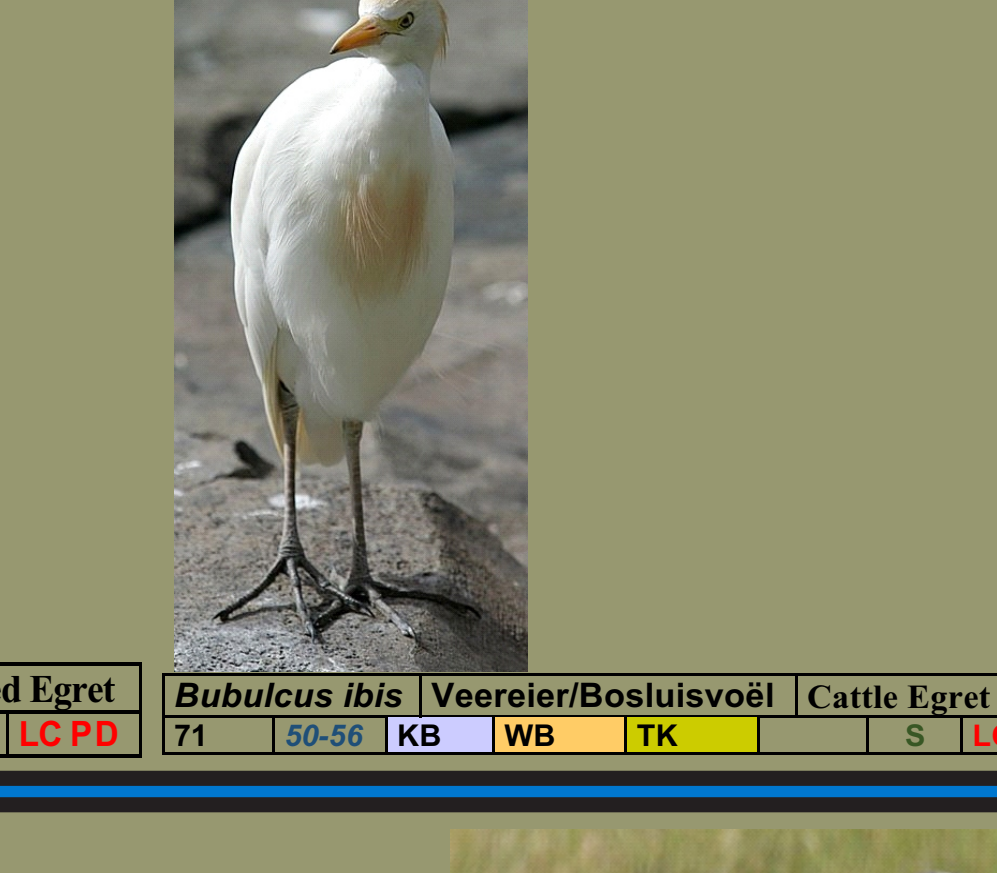 Egret
LC PD
Bubulcus ibis Veereier/Bosluisvoël Cattle Egret
71 50-56 KB WB TK S